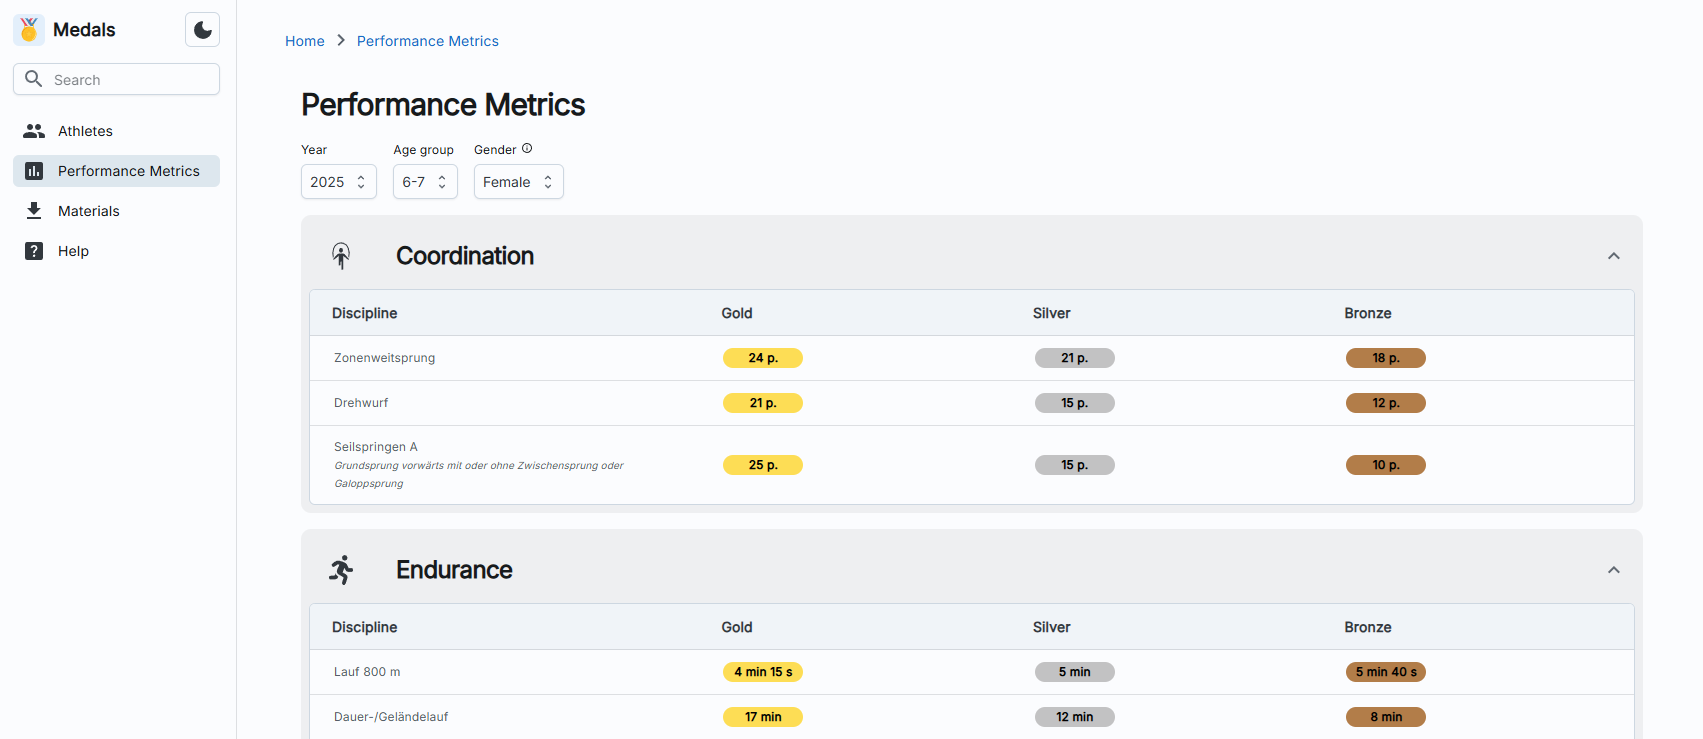 Medals
Search
Athletes
Performance Metrics
Materials
Help
Home
Performance Metrics
Performance Metrics
Year Age group Gender
2025 6-7 Female
Coordination
Discipline Gold Silver Bronze
Zonenweitsprung 24 p. 21 p. 18 p.
Drehwurf 21 p. 15 p. 12 p.
Seilspringen A
Grundsprung vorwärts mit oder ohne Zwischensprung oder
Galoppsprung
25 p. 15 p. 10 p.
Endurance
Discipline Gold Silver Bronze
Lauf 800 m 4 min 15 s 5 min 5 min 40 s
Dauer-/Geländelauf 17 min 12 min 8 min